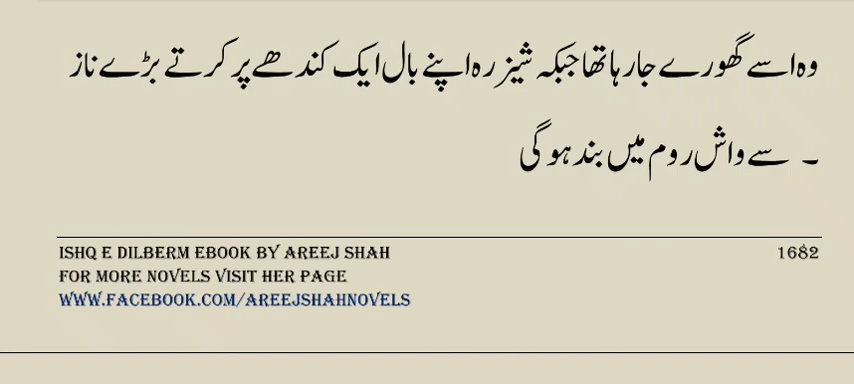 وہ اسے گھورے جا رہا تھا جبکہ شیزرہ اپنے بال ایک کندھے پر کرتے بڑے ناز
۔ سے واش روم میں بند ہو گی
ISHQ E DILBERM EBOOK BY AREEJ SHAH 1682
FOR MORE NOVELS VISIT HER PAGE
WWW.FACEBOOK.COM/AREEJSHAHNOVELS